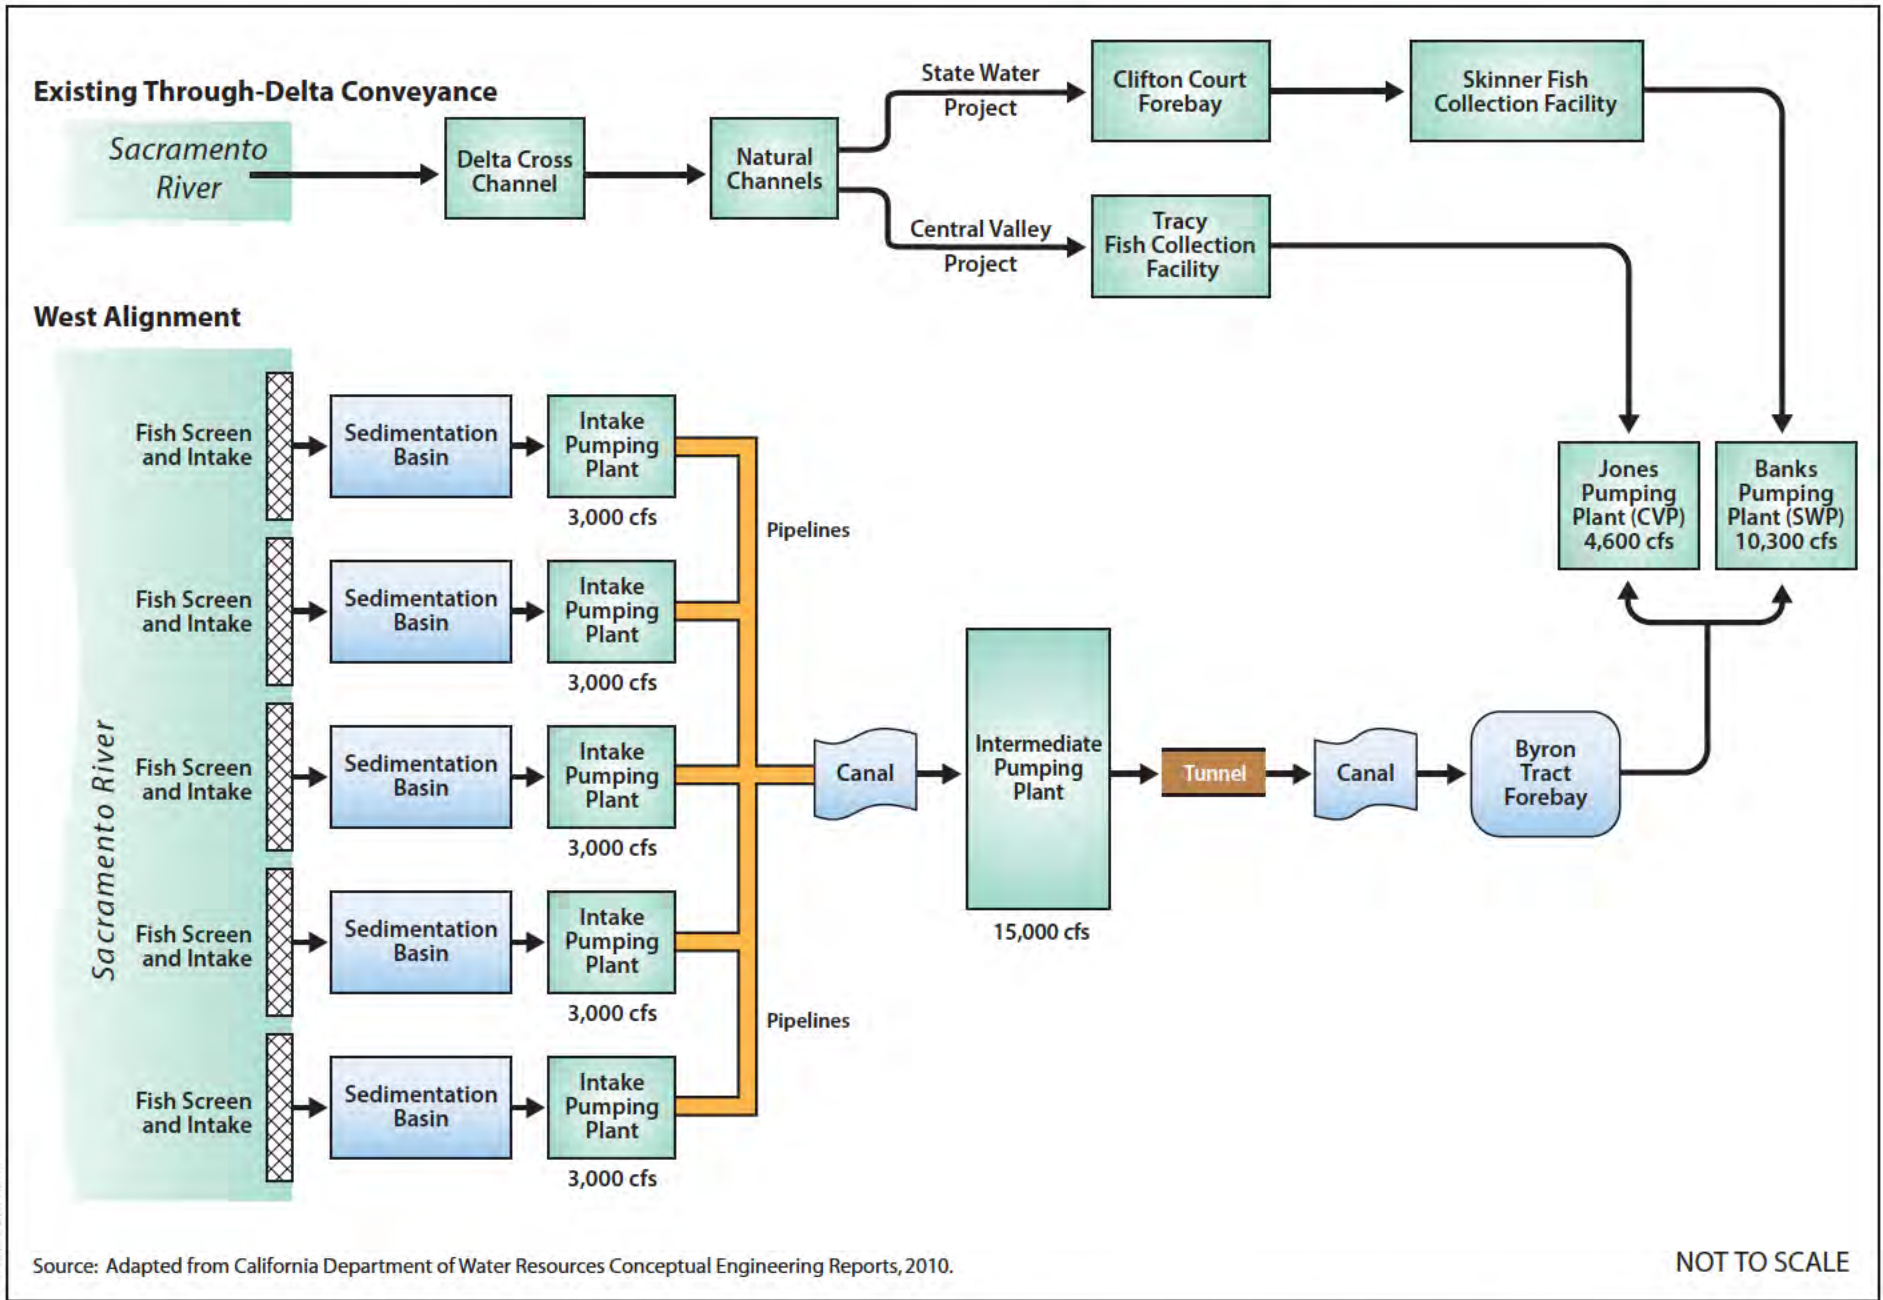 Existing Through-Delta Conveyance
Sacramento
River
Delta Cross
Channel
Natural
Channels
State Water
Project
Clifton Court
Forebay
Skinner Fish
Collection Facility
Central Valley
Project
Tracy
Fish Collection
Facility
Jones
Pumping
Plant (CVP)
4,600 cfs
Banks
Pumping
Plant (SWP)
10,300 cfs
West Alignment
Sacramento River
Fish Screen
and Intake
Sedimentation
Basin
Intake
Pumping
Plant
3,000 cfs
Pipelines
Fish Screen
and Intake
Sedimentation
Basin
Intake
Pumping
Plant
3,000 cfs
Fish Screen
and Intake
Sedimentation
Basin
Intake
Pumping
Plant
3,000 cfs
Canal
Intermediate
Pumping
Plant
15,000 cfs
Tunnel
Canal
Byron
Tract
Forebay
Fish Screen
and Intake
Sedimentation
Basin
Intake
Pumping
Plant
3,000 cfs
Pipelines
Fish Screen
and Intake
Sedimentation
Basin
Intake
Pumping
Plant
3,000 cfs
Source: Adapted from California Department of Water Resources Conceptual Engineering Reports, 2010.
NOT TO SCALE